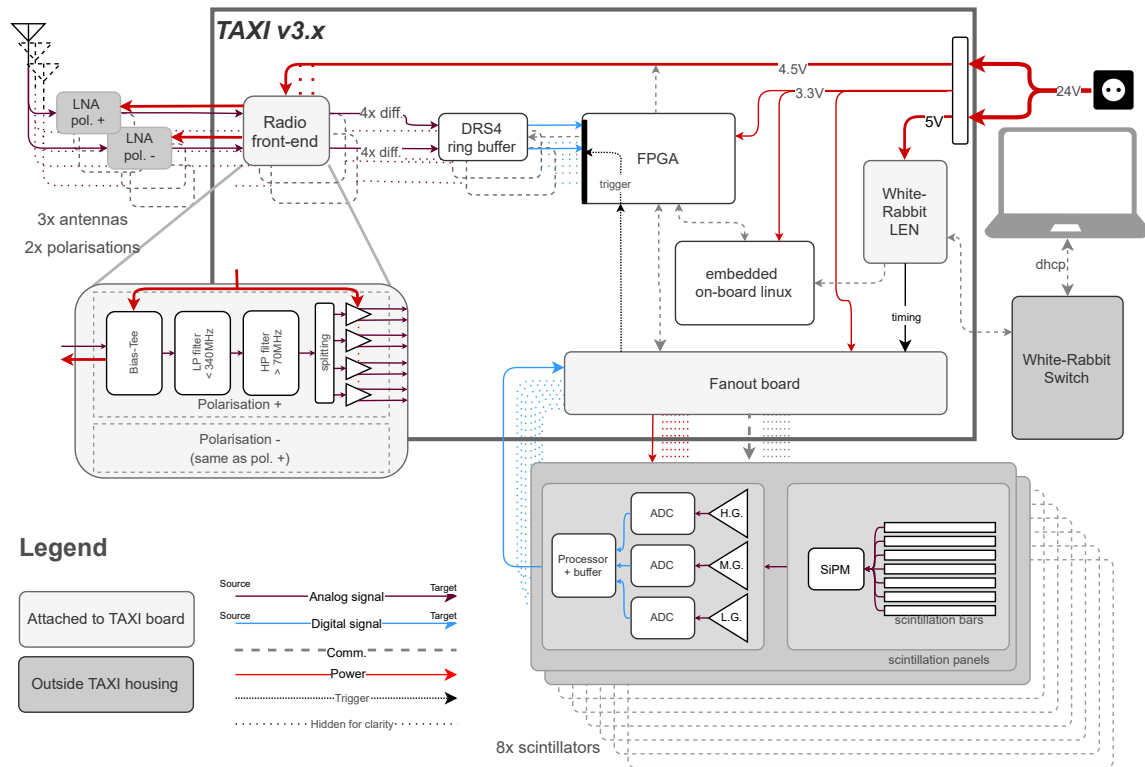 TAXI v3.x
LNA
pol. +
LNA
pol. -
Radio
front-end
4x diff.
4x diff.
DRS4
ring buffer
FPGA
trigger
4.5V
3.3V
5V
24V
White-
Rabbit
LEN
3x antennas
2x polarisations
embedded
on-board linux
timing
dhcp
White-Rabbit
Switch
Bias-Tee
LP filter
< 340MHz
HP filter
> 70MHz
splitting
Polarisation +
Polarisation -
(same as pol. +)
Fanout board
Processor
+ buffer
ADC
H.G.
ADC
M.G.
ADC
L.G.
SiPM
scintillation bars
scintillation panels
8x scintillators
Legend
Attached to TAXI board
Outside TAXI housing
Source
Analog signal
Target
Source
Digital signal
Target
Comm.
Power
Trigger
Hidden for clarity